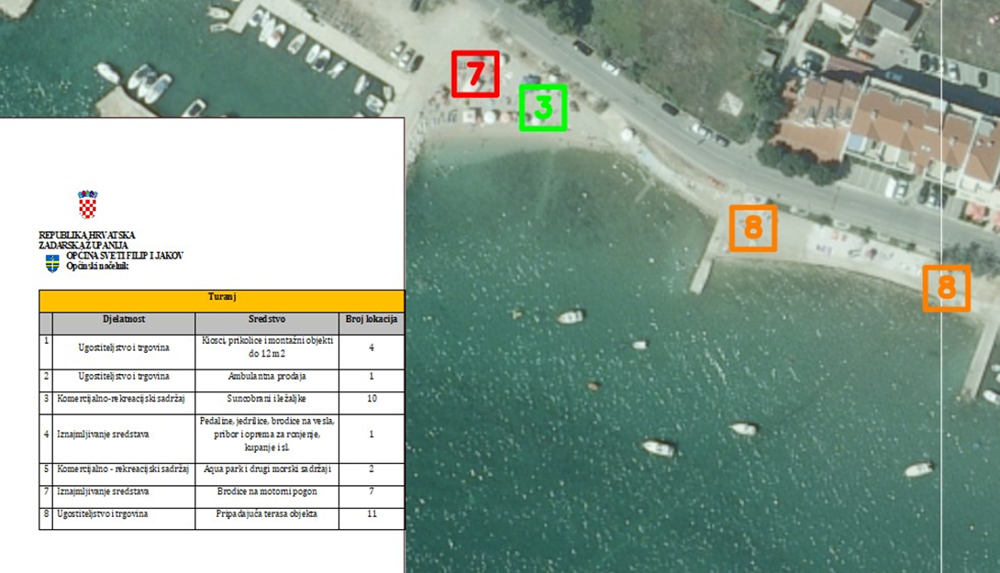 7
3
8
8
REPUBLIKA HRVATSKA
ZADARSKA ŽUPANIJA
OPĆINA SVETI FILIP I JAKOV
Općinski načelnik
Turanj
Djelatnost Sredstvo Broj lokacija
1 Ugostiteljstvo i trgovina Kiosci, prikolice i montažni objekti do 12 m2 4
2 Ugostiteljstvo i trgovina Ambulantna prodaja 1
3 Komercijalno-rekreacijski sadržaj Suncobrani i ležaljke 10
4 Iznajmljivanje sredstava Pedaline, jedrilice, brodice na vesla, pribor i oprema za ronjenje, kupanje i sl. 1
5 Komercijalno - rekreacijski sadržaj Aqua park i drugi morski sadržaji 2
7 Iznajmljivanje sredstava Brodice na motorni pogon 7
8 Ugostiteljstvo i trgovina Pripadajuća terasa objekta 11